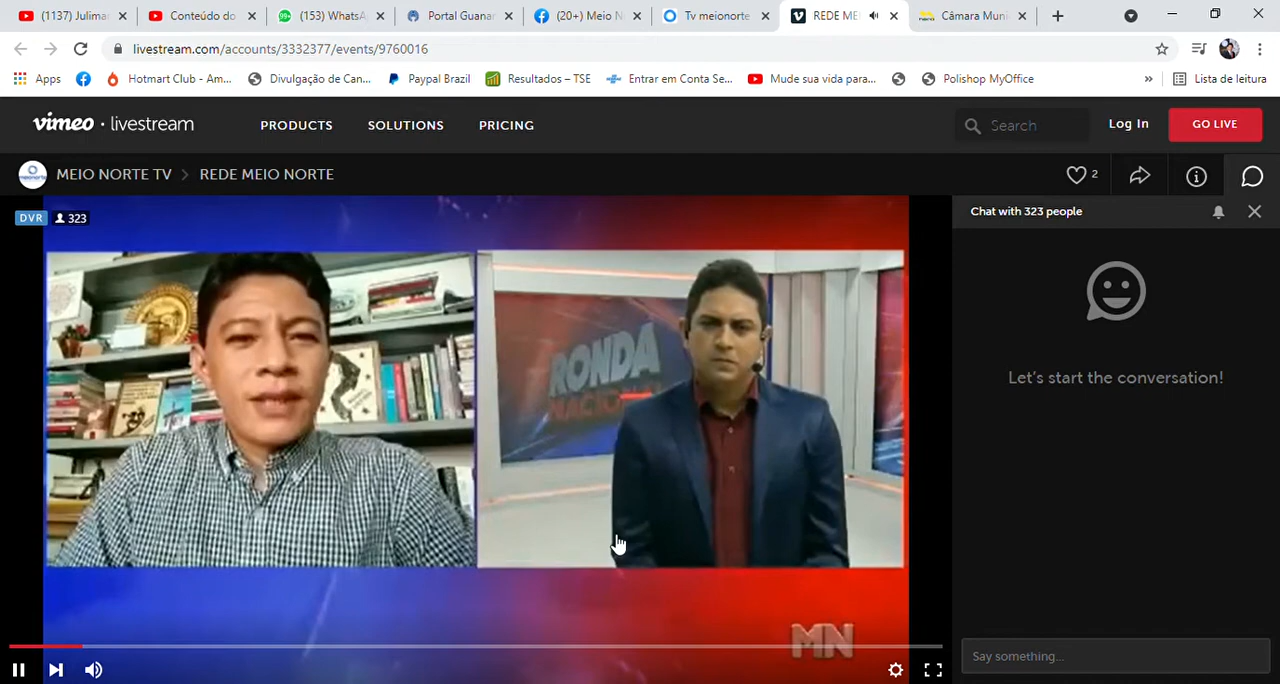 (1137) Julimar
Conteúdo do
(153) WhatsA
Portal Guanar
(20+) Meio N
Tv meionorte
REDE ME
Câmara Muni
livestream.com/accounts/3332377/events/9760016
Apps
Hotmart Club - Am...
Divulgação de Can...
Paypal Brazil
Resultados – TSE
Entrar em Conta Se...
Mude sua vida para...
Polishop MyOffice
»
Lista de leitura
vimeo · livestream
PRODUCTS
SOLUTIONS
PRICING
Search
Log In
GO LIVE
MEIO NORTE TV > REDE MEIO NORTE
2
DVR 323
Chat with 323 people
RONDA
NACIONAL
Let's start the conversation!
MN
Say something...